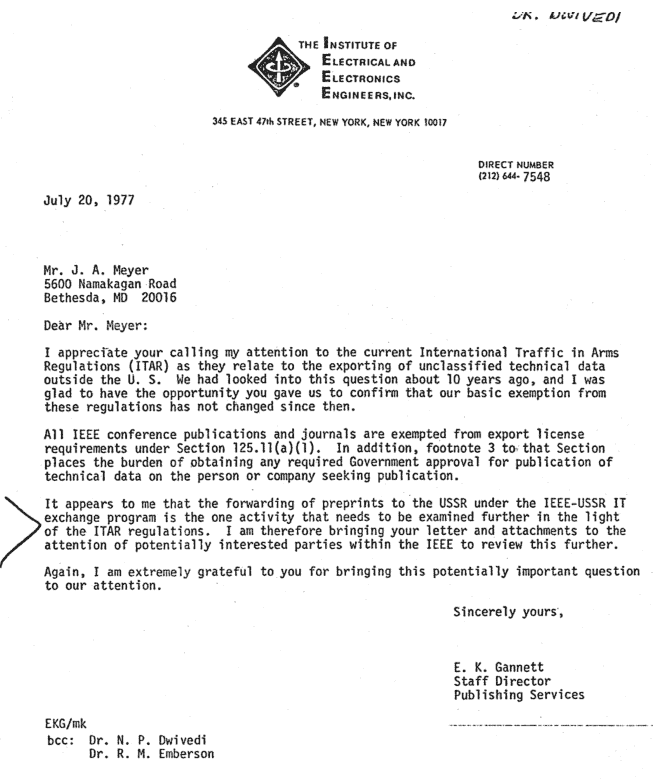 DR. DWIVEDI
THE INSTITUTE OF
ELECTRICAL AND
ELECTRONICS
ENGINEERS, INC.
345 EAST 47th STREET, NEW YORK, NEW YORK 10017
DIRECT NUMBER
(212) 644- 7548
July 20, 1977
Mr. J. A. Meyer
5600 Namakagan Road
Bethesda, MD 20016
Dear Mr. Meyer:
I appreciate your calling my attention to the current International Traffic in Arms
Regulations (ITAR) as they relate to the exporting of unclassified technical data
outside the U. S. We had looked into this question about 10 years ago, and I was
glad to have the opportunity you gave us to confirm that our basic exemption from
these regulations has not changed since then.
All IEEE conference publications and journals are exempted from export license
requirements under Section 125.11(a)(1). In addition, footnote 3 to that Section
places the burden of obtaining any required Government approval for publication of
technical data on the person or company seeking publication.
It appears to me that the forwarding of preprints to the USSR under the IEEE-USSR IT
exchange program is the one activity that needs to be examined further in the light
of the ITAR regulations. I am therefore bringing your letter and attachments to the
attention of potentially interested parties within the IEEE to review this further.
Again, I am extremely grateful to you for bringing this potentially important question
to our attention.
Sincerely yours,
E. K. Gannett
Staff Director
Publishing Services
EKG/mk
bcc: Dr. N. P. Dwivedi
Dr. R. M. Emberson